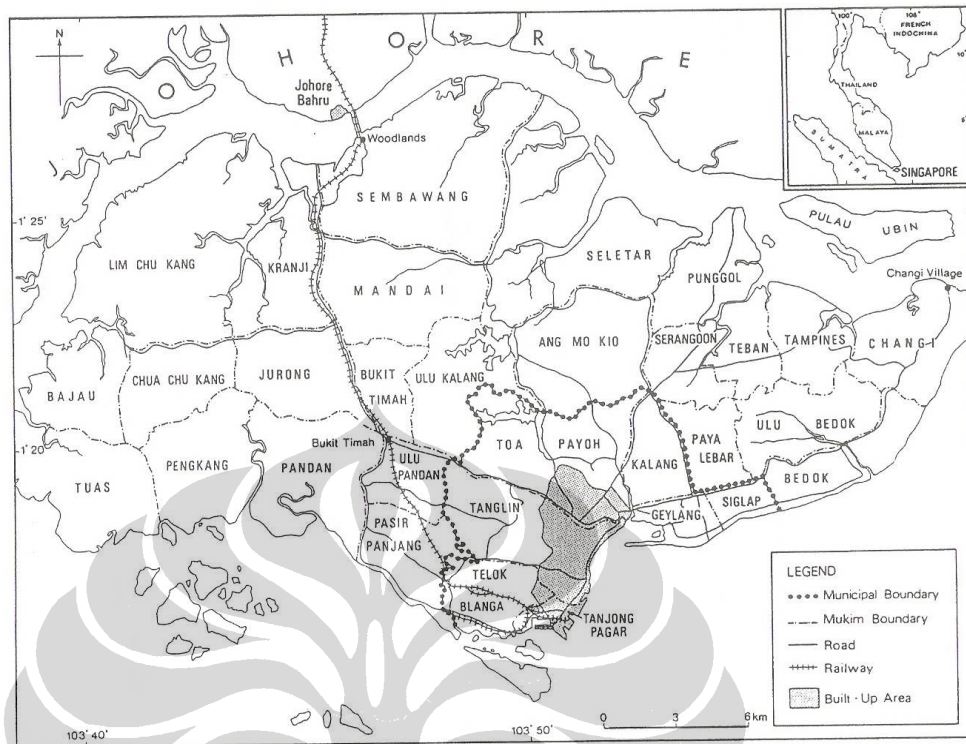 N
J O H O R E
Johore
Bahru
Woodlands
100°
108°
FRENCH
INDOCHINA
10°
THAILAND
MALAYA
SUMATRA
SINGAPORE
1° 25'
SEMBAWANG
LIM CHU KANG
KRANJI
MANDAI
SELETAR
PUNGGOL
PULAU UBIN
Changi Village
ANG MO KIO
SERANGOON
TEBAN
TAMPINES
CHANGI
BAJAU
CHUA CHU KANG
JURONG
BUKIT
TIMAH
ULU KALANG
1° 20'
Bukit Timah
TOA PAYOH
KALANG
PAYA
LEBAR
ULU BEDOK
TUAS
PENGKANG
PANDAN
ULU
PANDAN
TANGLIN
GEYLANG
SIGLAP
BEDOK
PASIR
PANJANG
TELOK
BLANGA
TANJONG
PAGAR
LEGEND
Municipal Boundary
Mukim Boundary
Road
Railway
Built-Up Area
0 3 6 km
103° 40'
103° 50'